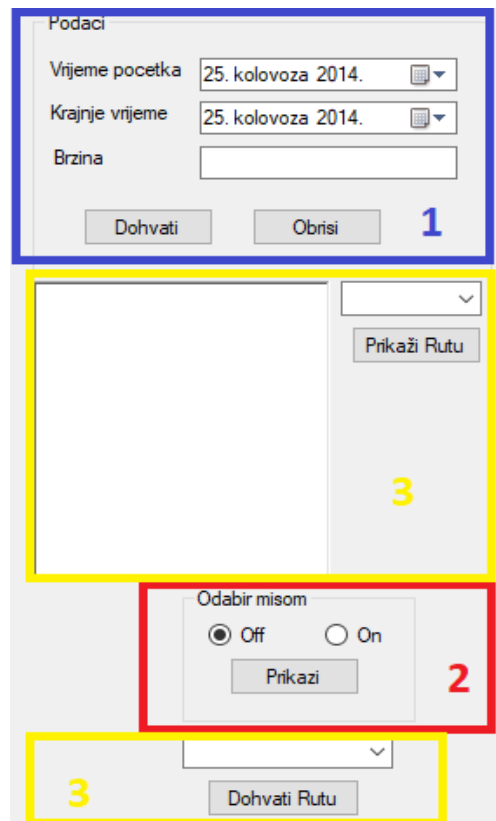 Podaci
Vrijeme pocetka 25. kolovoza 2014.
Krajnje vrijeme 25. kolovoza 2014.
Brzina
Dohvati Obrisi 1
Prikaži Rutu
3
Odabir misom
Off On
Prikazi 2
3 Dohvati Rutu